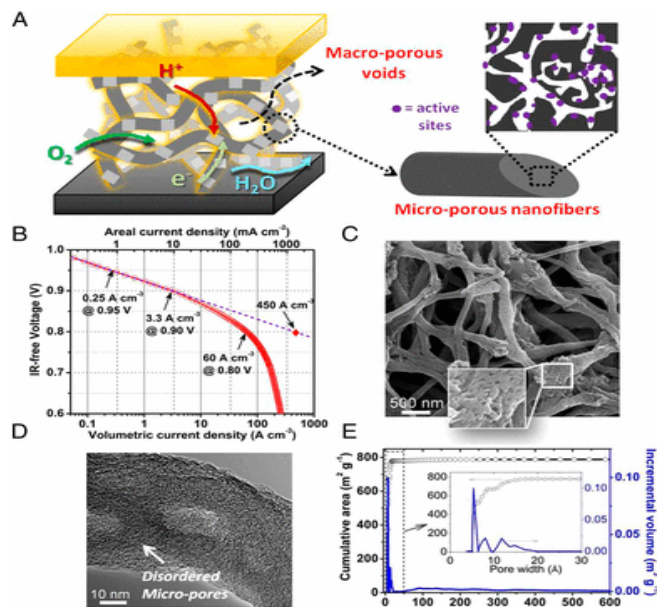 A
H⁺
Macro-porous
voids
O₂
e⁻
H₂O
= active
sites
Micro-porous nanofibers
B
Areal current density (mA cm⁻²)
1 10 100 1000
IR-free Voltage (V)
1.0
0.9
0.8
0.7
0.6
0.25 A cm⁻³
@ 0.95 V
3.3 A cm⁻³
@ 0.90 V
450 A cm⁻³
60 A cm⁻³
@ 0.80 V
0.1 1 10 100 1000
Volumetric current density (A cm⁻³)
C
500 nm
D
Disordered
Micro-pores
10 nm
E
Cumulative area (m² g⁻¹)
800
600
400
200
0
Incremental volume (m³ g⁻¹)
0.10
0.05
0.00
800
600
400
200
0
0.10
0.05
0.00
0 10 20 30
Pore width (Å)
0 100 200 300 400 500 600